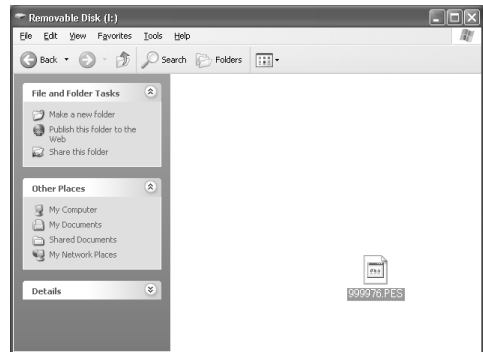 Removable Disk (I:)
File Edit View Favorites Tools Help
Back Search Folders
File and Folder Tasks
Make a new folder
Publish this folder to the
Web
Share this folder
Other Places
My Computer
My Documents
Shared Documents
My Network Places
Details
999976.PES